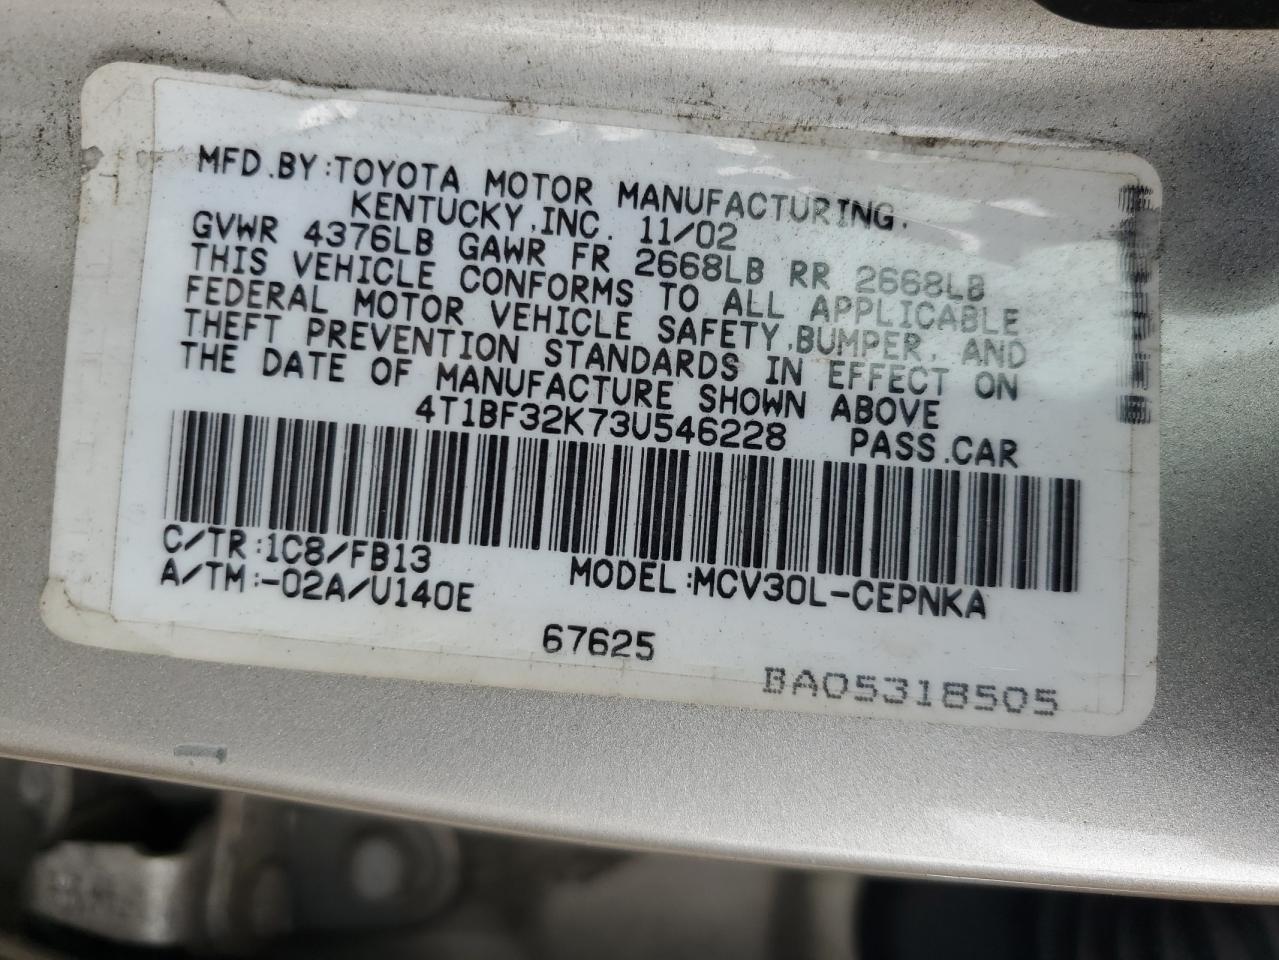 MFD.BY:TOYOTA MOTOR MANUFACTURING,
KENTUCKY,INC. 11/02
GVWR 4376LB GAWR FR 2668LB RR 2668LB
THIS VEHICLE CONFORMS TO ALL APPLICABLE
FEDERAL MOTOR VEHICLE SAFETY,BUMPER, AND
THEFT PREVENTION STANDARDS IN EFFECT ON
THE DATE OF MANUFACTURE SHOWN ABOVE
4T1BF32K73U546228 PASS.CAR
C/TR:1C8/FB13
A/TM:-02A/U140E MODEL:MCV30L-CEPNKA
67625
BA05318505